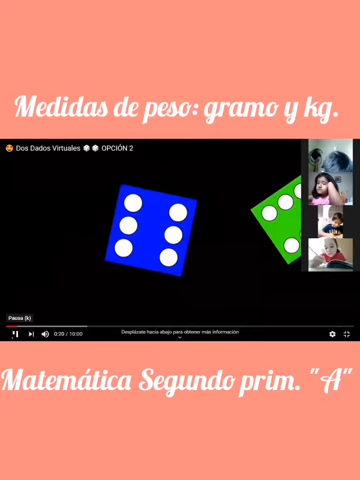 Medidas de peso: gramo y kg.
😍 Dos Dados Virtuales 🎲🎲 OPCIÓN 2
Pausa (k)
0:09 / 10:00
Desplázate hacia abajo para obtener más información
Matemática Segundo prim. "A"